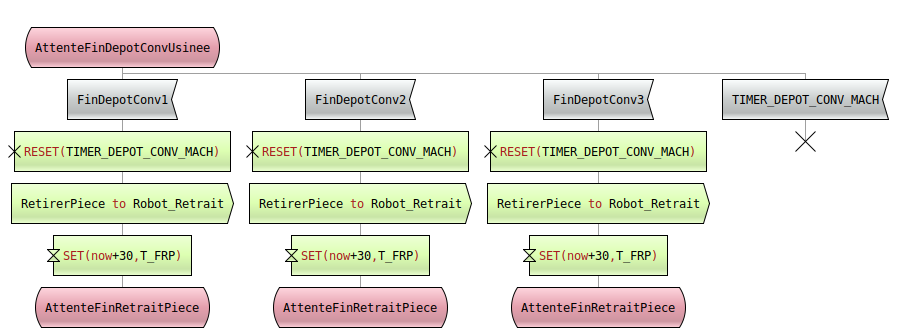 AttenteFinDepotConvUsinee
FinDepotConv1
FinDepotConv2
FinDepotConv3
TIMER_DEPOT_CONV_MACH
RESET(TIMER_DEPOT_CONV_MACH)
RESET(TIMER_DEPOT_CONV_MACH)
RESET(TIMER_DEPOT_CONV_MACH)
RetirerPiece to Robot_Retrait
RetirerPiece to Robot_Retrait
RetirerPiece to Robot_Retrait
SET(now+30,T_FRP)
SET(now+30,T_FRP)
SET(now+30,T_FRP)
AttenteFinRetraitPiece
AttenteFinRetraitPiece
AttenteFinRetraitPiece